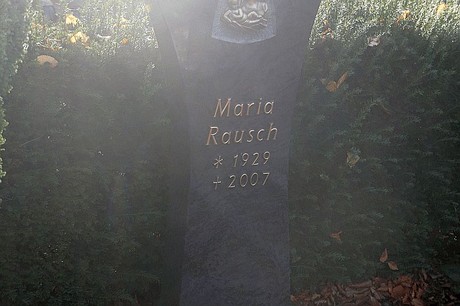 Maria
Rausch
* 1929
+ 2007